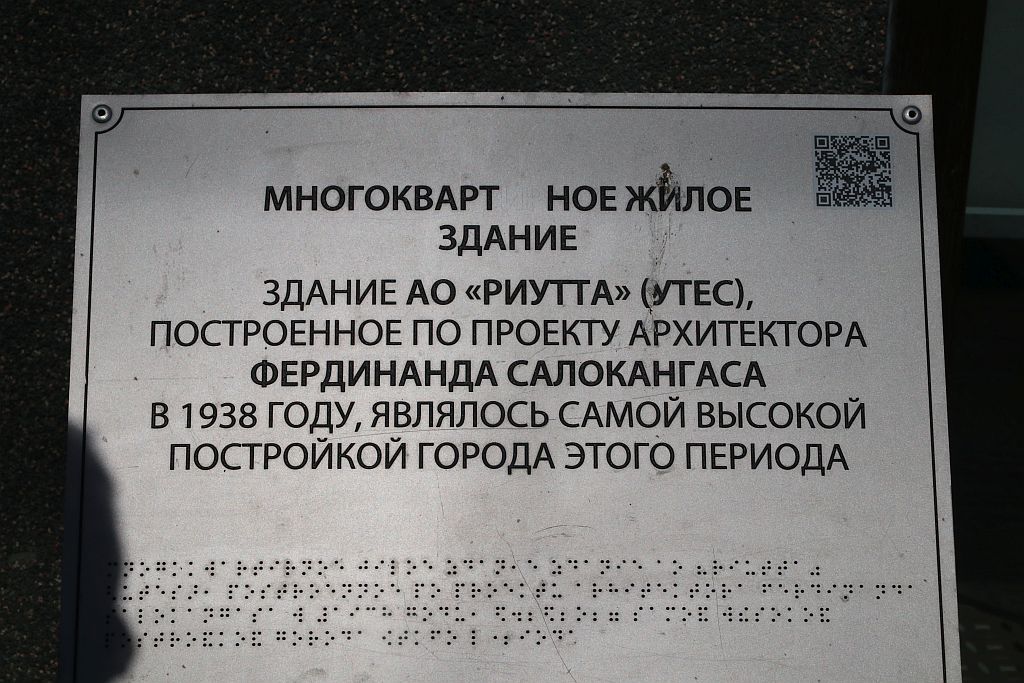 МНОГОКВАРТ НОЕ ЖИЛОЕ
ЗДАНИЕ
ЗДАНИЕ АО «РИУТТА» (УТЕС),
ПОСТРОЕННОЕ ПО ПРОЕКТУ АРХИТЕКТОРА
ФЕРДИНАНДА САЛОКАНГАСА
В 1938 ГОДУ, ЯВЛЯЛОСЬ САМОЙ ВЫСОКОЙ
ПОСТРОЙКОЙ ГОРОДА ЭТОГО ПЕРИОДА